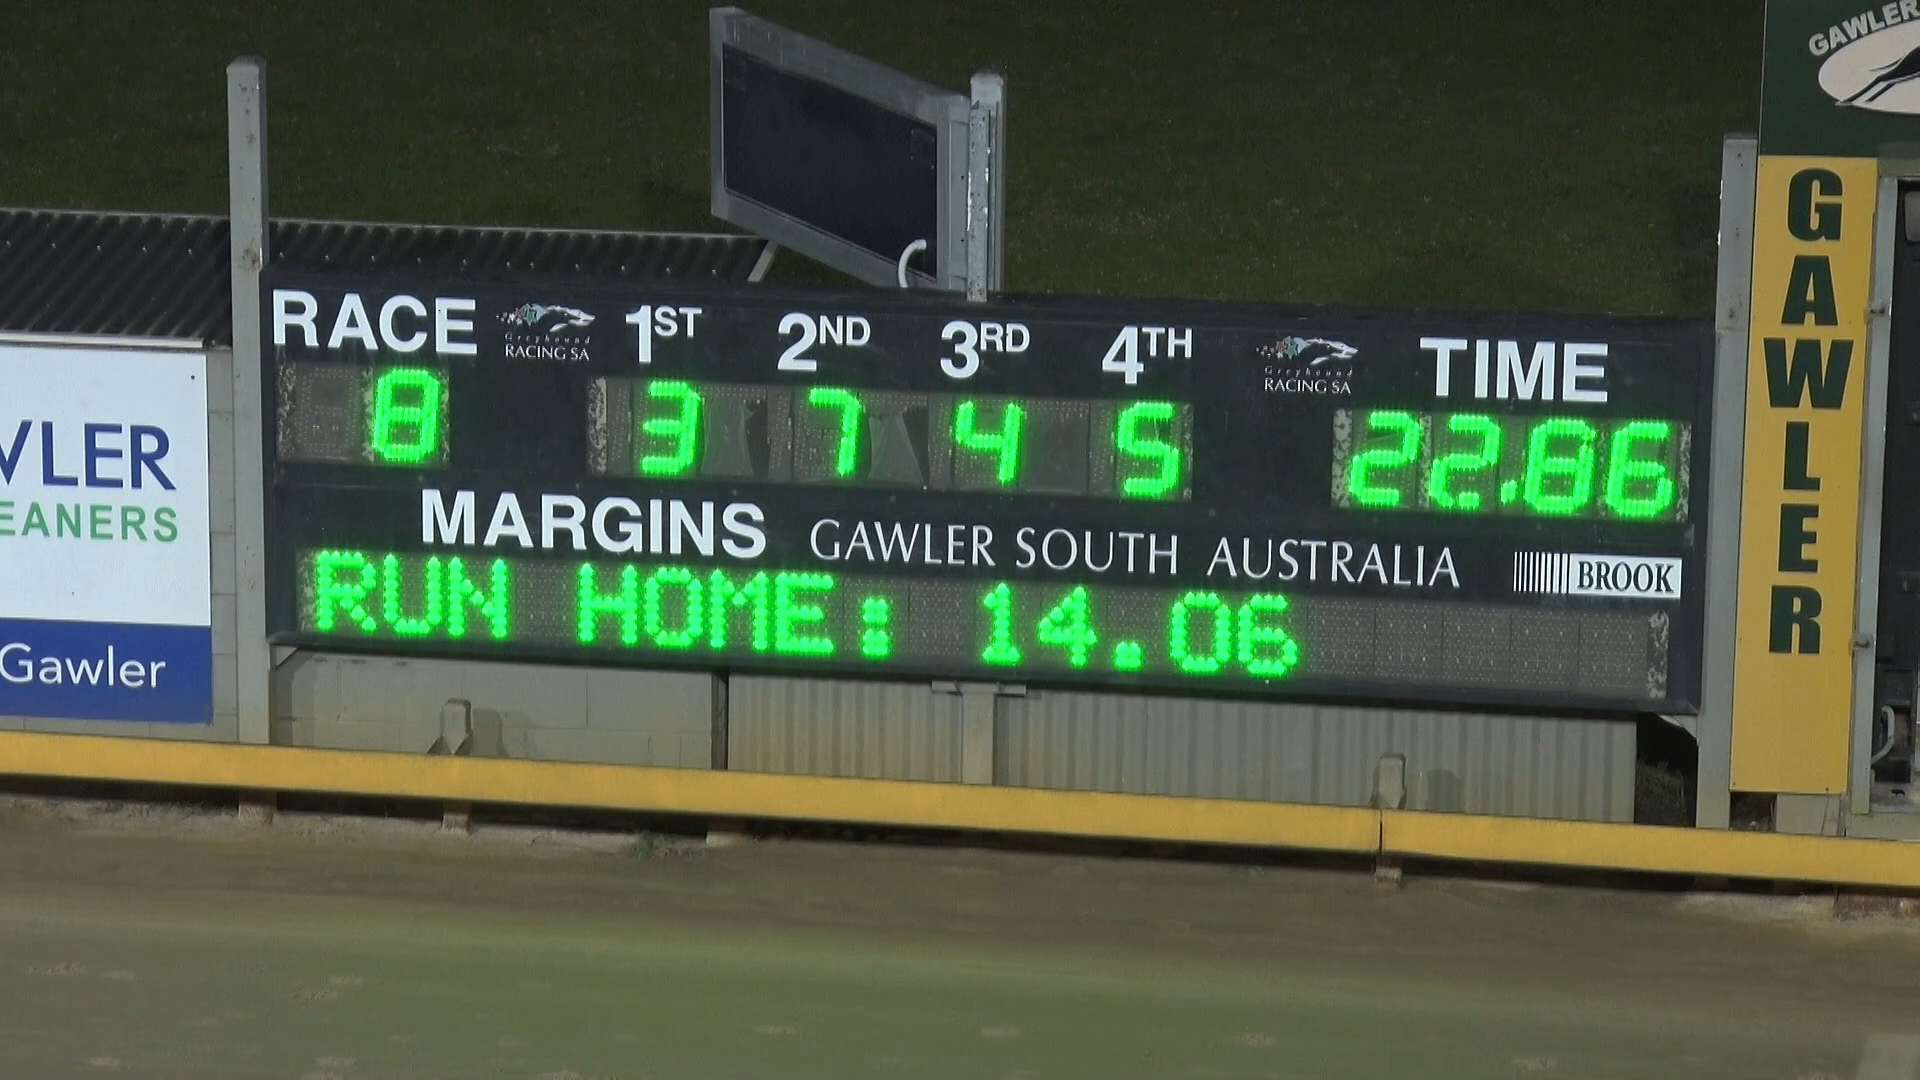 GAWLER
RACE 1ST 2ND 3RD 4TH TIME
Greyhound
RACING SA
Greyhound
RACING SA
8 3 7 4 5 22.86
MARGINS GAWLER SOUTH AUSTRALIA BROOK
RUN HOME: 14.06
WLER
EANERS
Gawler
GAWLER